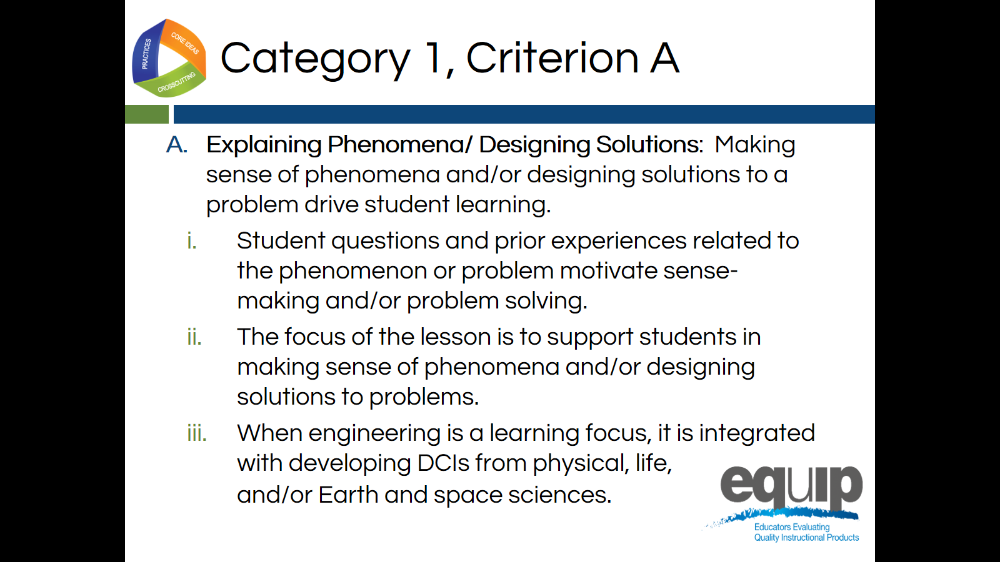 PRACTICES
CORE IDEAS
CROSSCUTTING
Category 1, Criterion A
A. Explaining Phenomena/ Designing Solutions: Making
sense of phenomena and/or designing solutions to a
problem drive student learning.
i. Student questions and prior experiences related to
the phenomenon or problem motivate sense-
making and/or problem solving.
ii. The focus of the lesson is to support students in
making sense of phenomena and/or designing
solutions to problems.
iii. When engineering is a learning focus, it is integrated
with developing DCIs from physical, life,
and/or Earth and space sciences.
equip
Educators Evaluating
Quality Instructional Products